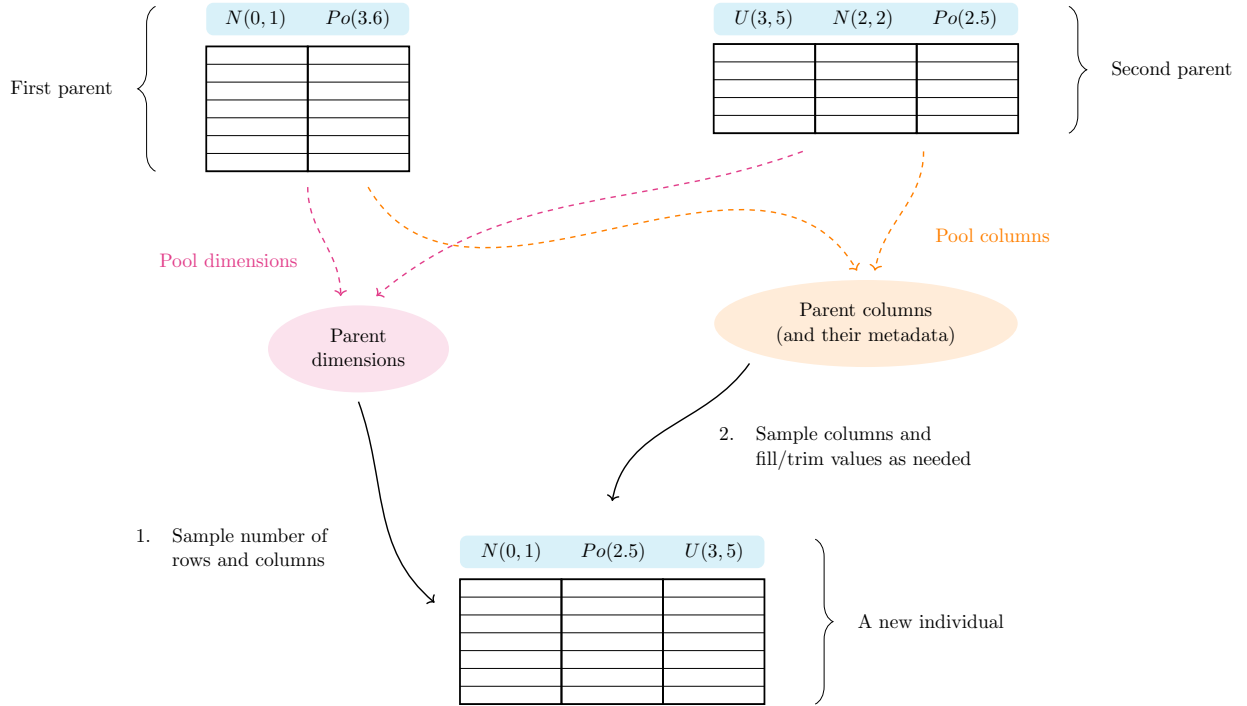 N(0, 1) Po(3.6)
U(3, 5) N(2, 2) Po(2.5)
First parent
Second parent
Pool dimensions
Pool columns
Parent
dimensions
Parent columns
(and their metadata)
2. Sample columns and
fill/trim values as needed
1. Sample number of
rows and columns
N(0, 1) Po(2.5) U(3, 5)
A new individual